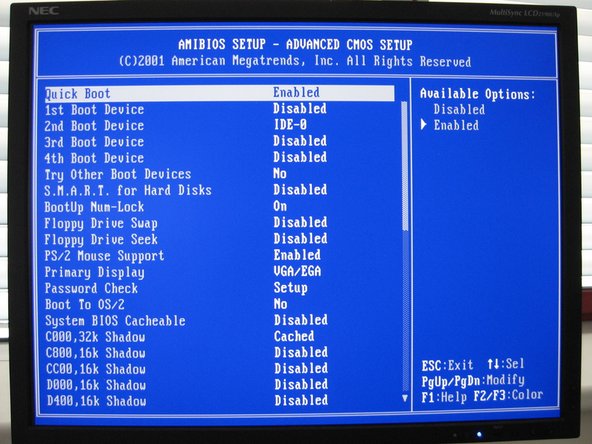 NEC
MultiSync LCD
AMIBIOS SETUP - ADVANCED CMOS SETUP
(C)2001 American Megatrends, Inc. All Rights Reserved
Quick Boot Enabled
1st Boot Device Disabled
2nd Boot Device IDE-0
3rd Boot Device Disabled
4th Boot Device Disabled
Try Other Boot Devices No
S.M.A.R.T. for Hard Disks Disabled
BootUp Num-Lock On
Floppy Drive Swap Disabled
Floppy Drive Seek Disabled
PS/2 Mouse Support Enabled
Primary Display VGA/EGA
Password Check Setup
Boot To OS/2 No
System BIOS Cacheable Disabled
C000,32k Shadow Cached
C800,16k Shadow Disabled
CC00,16k Shadow Disabled
D000,16k Shadow Disabled
D400,16k Shadow Disabled
Available Options:
Disabled
Enabled
ESC:Exit ↑↓:Sel
PgUp/PgDn:Modify
F1:Help F2/F3:Color